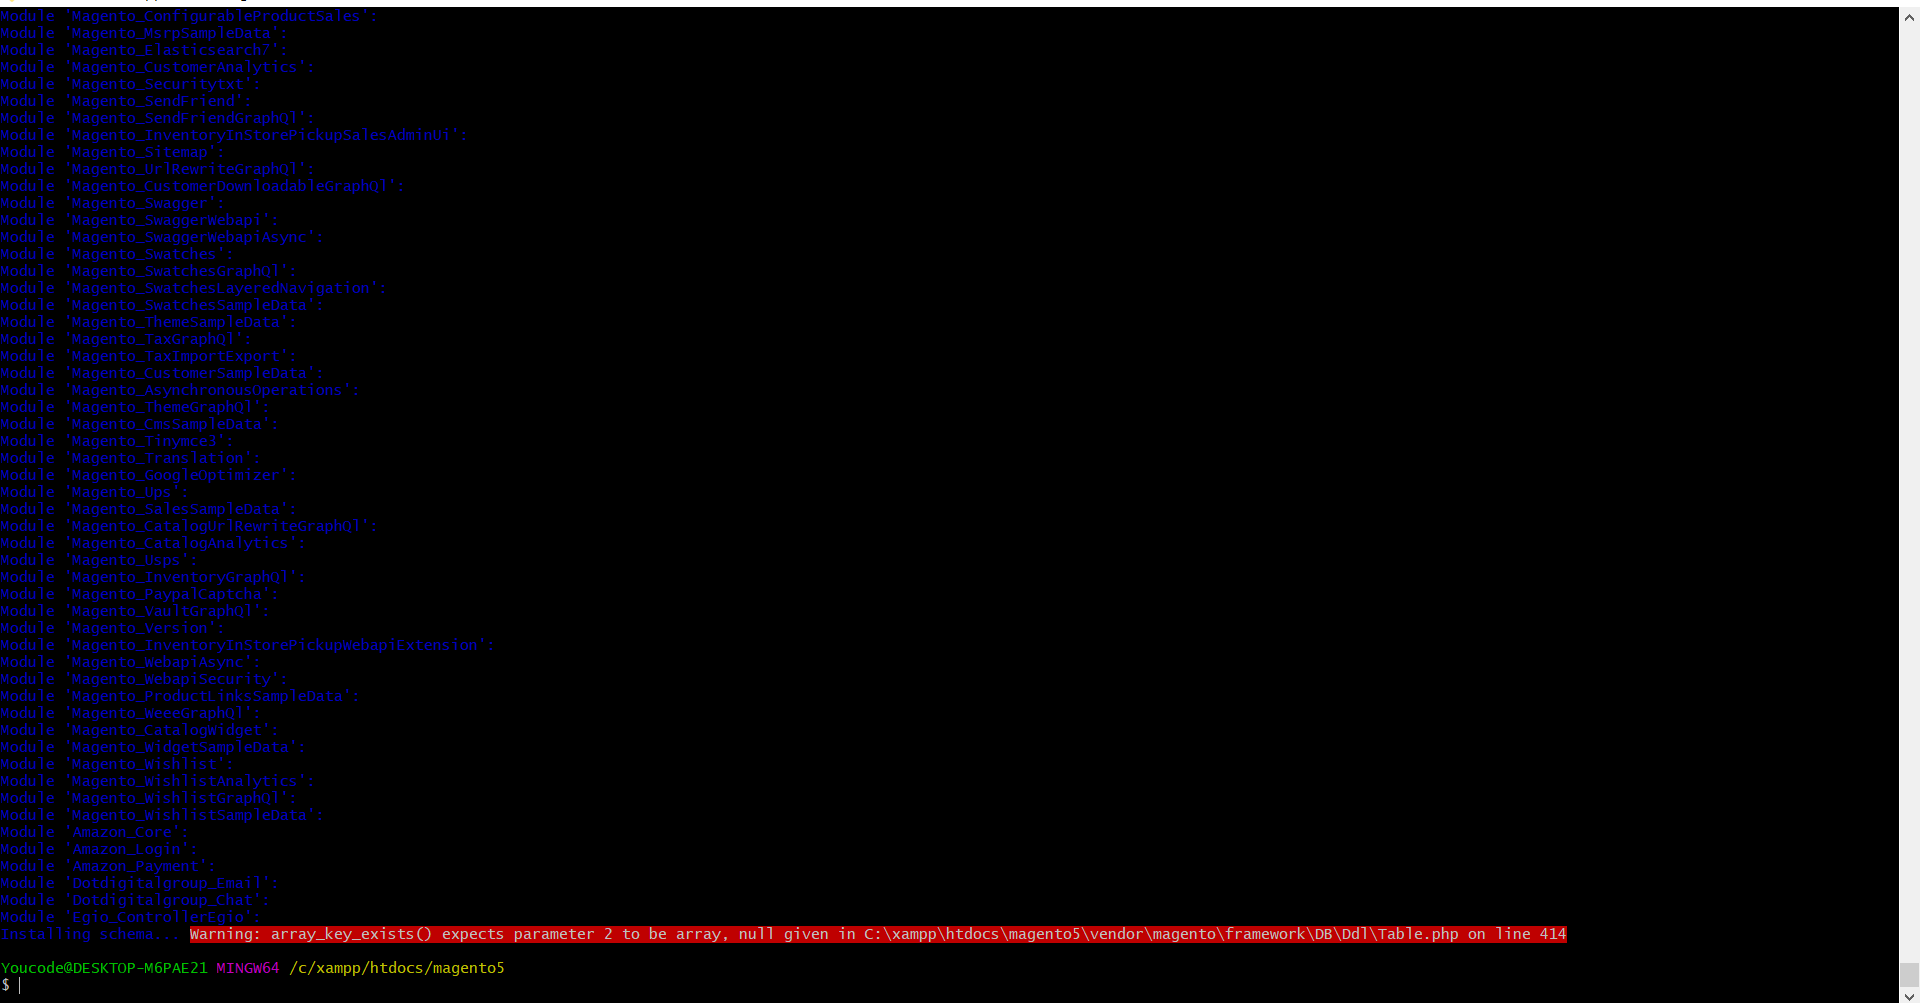 Module 'Magento_ConfigurableProductSales':
Module 'Magento_MsrpSampleData':
Module 'Magento_Elasticsearch7':
Module 'Magento_CustomerAnalytics':
Module 'Magento_Securitytxt':
Module 'Magento_SendFriend':
Module 'Magento_SendFriendGraphQl':
Module 'Magento_InventoryInStorePickupSalesAdminUi':
Module 'Magento_Sitemap':
Module 'Magento_UrlRewriteGraphQl':
Module 'Magento_CustomerDownloadableGraphQl':
Module 'Magento_Swagger':
Module 'Magento_SwaggerWebapi':
Module 'Magento_SwaggerWebapiAsync':
Module 'Magento_Swatches':
Module 'Magento_SwatchesGraphQl':
Module 'Magento_SwatchesLayeredNavigation':
Module 'Magento_SwatchesSampleData':
Module 'Magento_ThemeSampleData':
Module 'Magento_TaxGraphQl':
Module 'Magento_TaxImportExport':
Module 'Magento_CustomerSampleData':
Module 'Magento_AsynchronousOperations':
Module 'Magento_ThemeGraphQl':
Module 'Magento_CmsSampleData':
Module 'Magento_Tinymce3':
Module 'Magento_Translation':
Module 'Magento_GoogleOptimizer':
Module 'Magento_Ups':
Module 'Magento_SalesSampleData':
Module 'Magento_CatalogUrlRewriteGraphQl':
Module 'Magento_CatalogAnalytics':
Module 'Magento_Usps':
Module 'Magento_InventoryGraphQl':
Module 'Magento_PaypalCaptcha':
Module 'Magento_VaultGraphQl':
Module 'Magento_Version':
Module 'Magento_InventoryInStorePickupWebapiExtension':
Module 'Magento_WebapiAsync':
Module 'Magento_WebapiSecurity':
Module 'Magento_ProductLinksSampleData':
Module 'Magento_WeeeGraphQl':
Module 'Magento_CatalogWidget':
Module 'Magento_WidgetSampleData':
Module 'Magento_Wishlist':
Module 'Magento_WishlistAnalytics':
Module 'Magento_WishlistGraphQl':
Module 'Magento_WishlistSampleData':
Module 'Amazon_Core':
Module 'Amazon_Login':
Module 'Amazon_Payment':
Module 'Dotdigitalgroup_Email':
Module 'Dotdigitalgroup_Chat':
Module 'Egio_ControllerEgio':
Installing schema... Warning: array_key_exists() expects parameter 2 to be array, null given in C:\xampp\htdocs\magento5\vendor\magento\framework\DB\Ddl\Table.php on line 414
Youcode@DESKTOP-M6PAE21 MINGW64 /c/xampp/htdocs/magento5
$